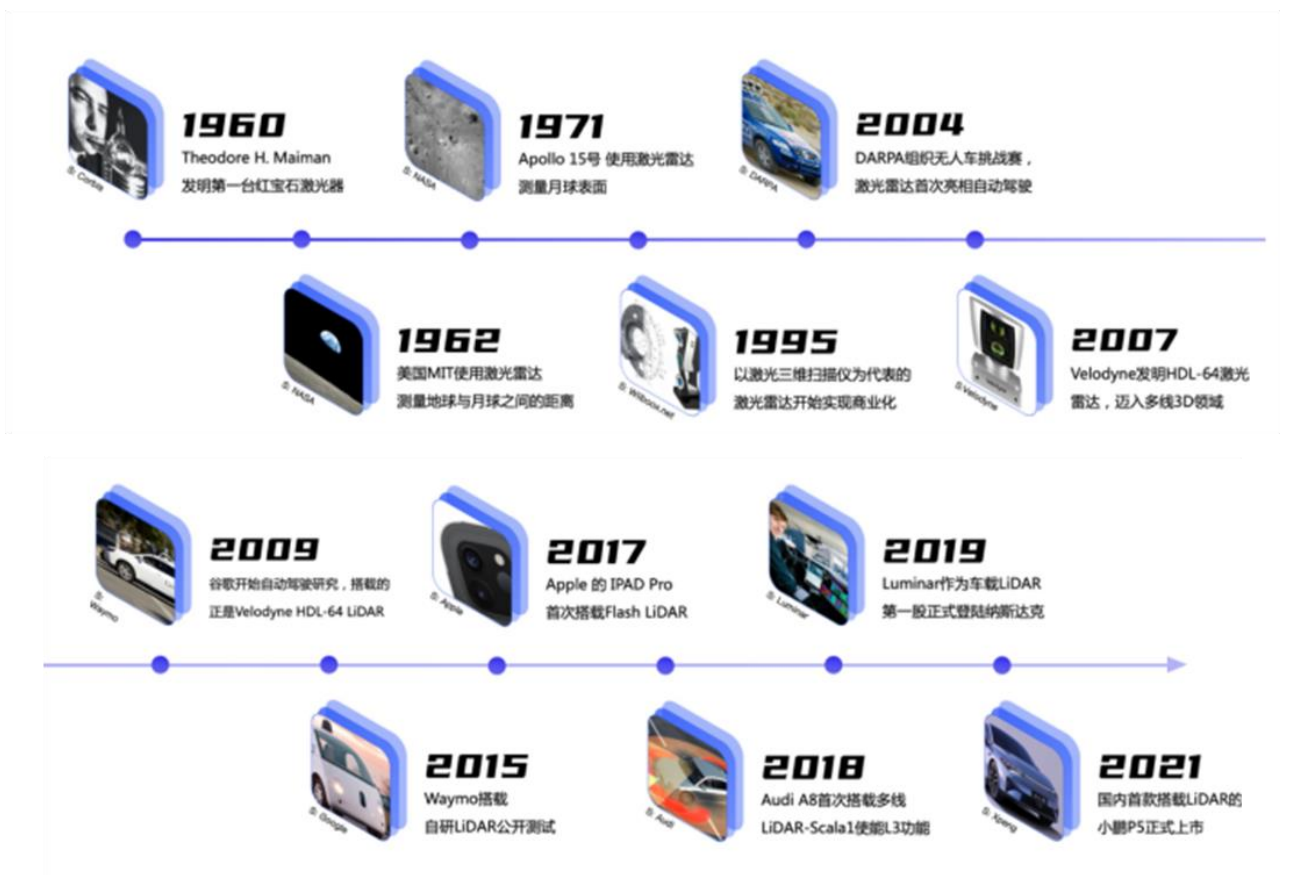 1960
Theodore H. Maiman
发明第一台红宝石激光器
S: Corbis
1971
Apollo 15号 使用激光雷达
测量月球表面
S: NASA
2004
DARPA组织无人车挑战赛，
激光雷达首次亮相自动驾驶
S: DARPA
1962
美国MIT使用激光雷达
测量地球与月球之间的距离
S: NASA
1995
以激光三维扫描仪为代表的
激光雷达开始实现商业化
S: Wiiboox.net
2007
Velodyne发明HDL-64激光
雷达，迈入多线3D领域
S:Velodyne
2009
谷歌开始自动驾驶研究，搭载的
正是Velodyne HDL-64 LiDAR
S:
Waymo
2017
Apple 的 IPAD Pro
首次搭载Flash LiDAR
S: Apple
2019
Luminar作为车载LiDAR
第一股正式登陆纳斯达克
S: Luminar
2015
Waymo搭载
自研LiDAR公开测试
S: Google
2018
Audi A8首次搭载多线
LiDAR-Scala1使能L3功能
S: Audi
2021
国内首款搭载LiDAR的
小鹏P5正式上市
S: Xpeng